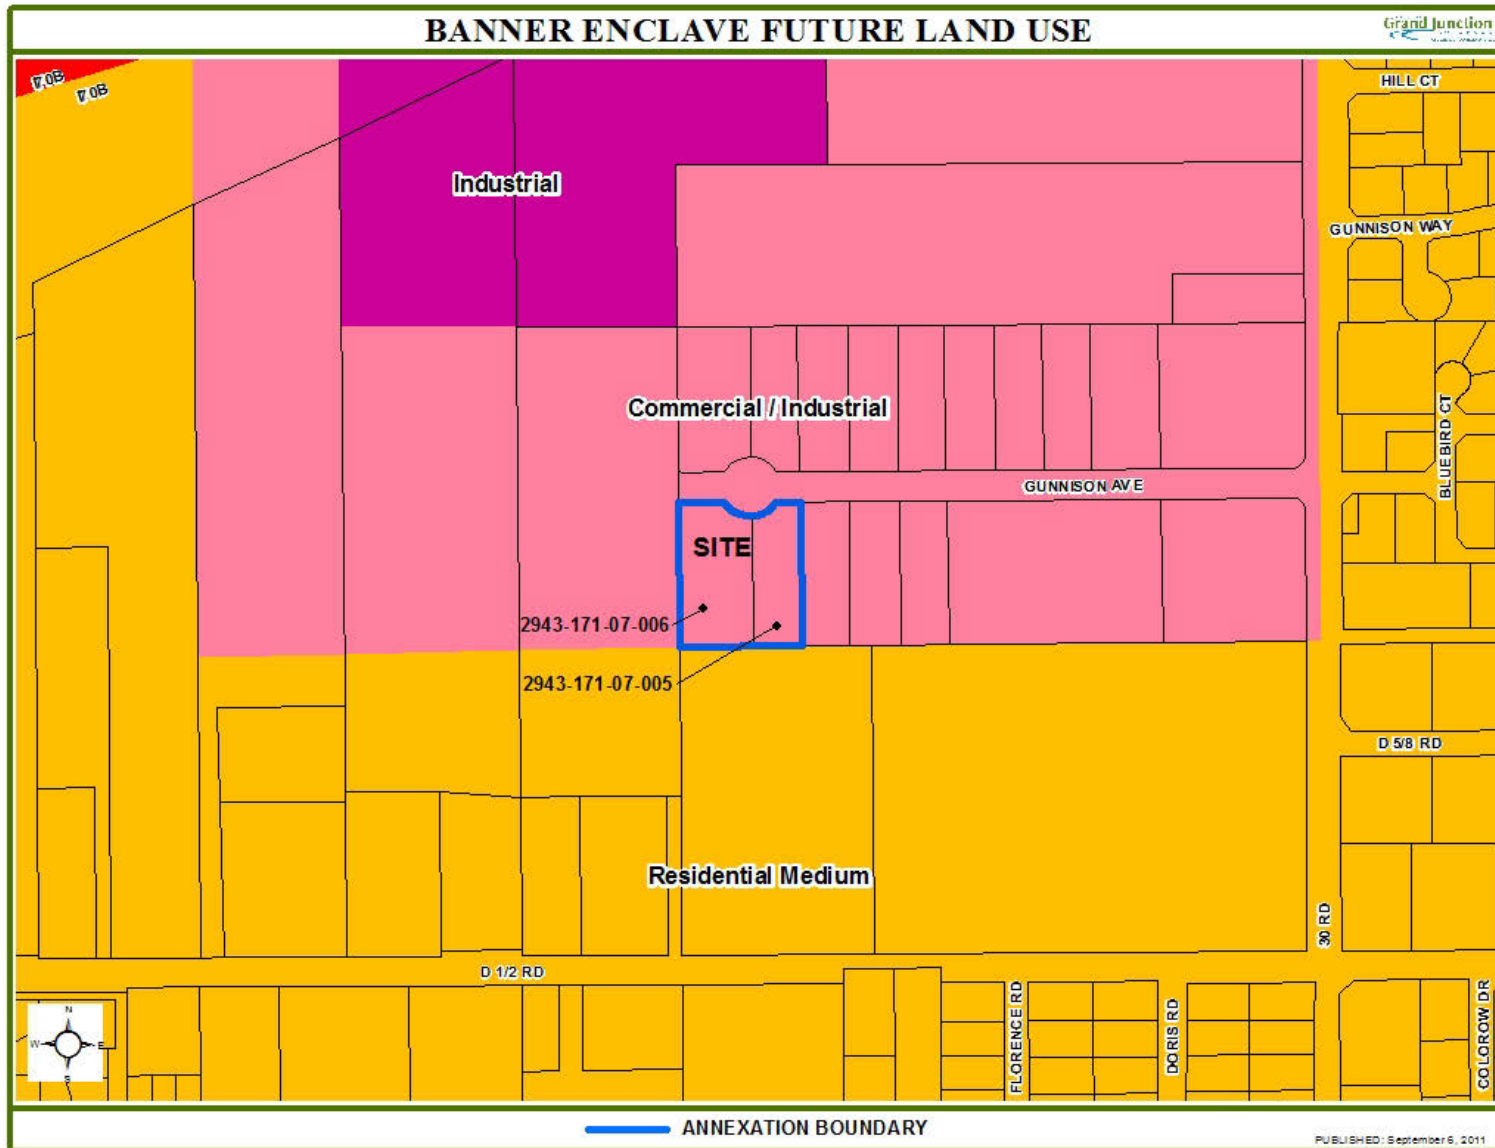 BANNER ENCLAVE FUTURE LAND USE
Grand Junction
HILL CT
Industrial
GUNNISON WAY
Commercial / Industrial
BLUEBIRD CT
GUNNISON AVE
SITE
2943-171-07-006
2943-171-07-005
D 5/8 RD
Residential Medium
30 RD
D 1/2 RD
FLORENCE RD
DORIS RD
COLOROW DR
N
W
E
S
ANNEXATION BOUNDARY
PUBLISHED: September 6, 2011